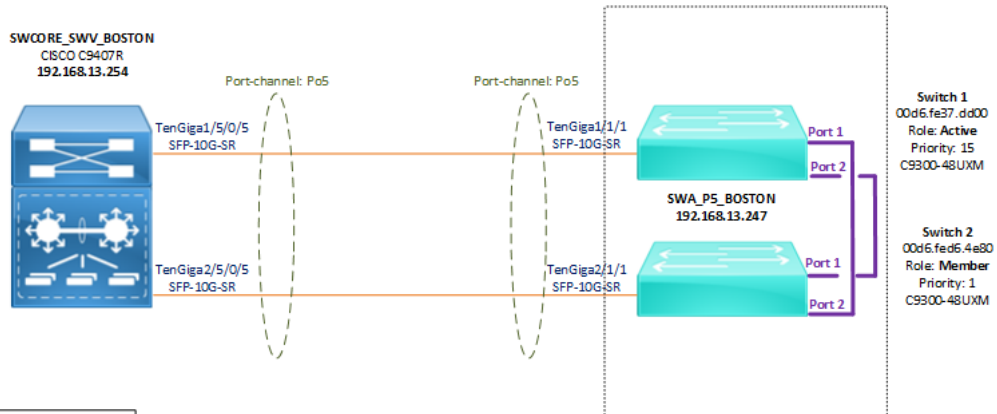 SWCORE_SWV_BOSTON
CISCO C9407R
192.168.13.254
Port-channel: Po5
Port-channel: Po5
TenGiga1/5/0/5
SFP-10G-SR
TenGiga1/1/1
SFP-10G-SR
Port 1
Port 2
Switch 1
00d6.fe37.dd00
Role: Active
Priority: 15
C9300-48UXM
SWA_P5_BOSTON
192.168.13.247
TenGiga2/5/0/5
SFP-10G-SR
TenGiga2/1/1
SFP-10G-SR
Port 1
Port 2
Switch 2
00d6.fed6.4e80
Role: Member
Priority: 1
C9300-48UXM